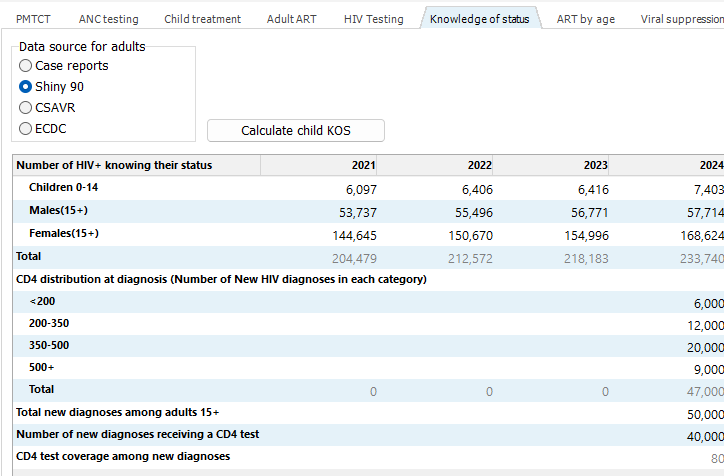 PMTCT ANC testing Child treatment Adult ART HIV Testing Knowledge of status ART by age Viral suppression
Data source for adults
Case reports
Shiny 90
CSAVR
ECDC
Calculate child KOS
Number of HIV+ knowing their status 2021 2022 2023 2024
Children 0-14 6,097 6,406 6,416 7,403
Males(15+) 53,737 55,496 56,771 57,714
Females(15+) 144,645 150,670 154,996 168,624
Total 204,479 212,572 218,183 233,740
CD4 distribution at diagnosis (Number of New HIV diagnoses in each category)
<200 6,000
200-350 12,000
350-500 20,000
500+ 9,000
Total 0 0 0 47,000
Total new diagnoses among adults 15+ 50,000
Number of new diagnoses receiving a CD4 test 40,000
CD4 test coverage among new diagnoses 80